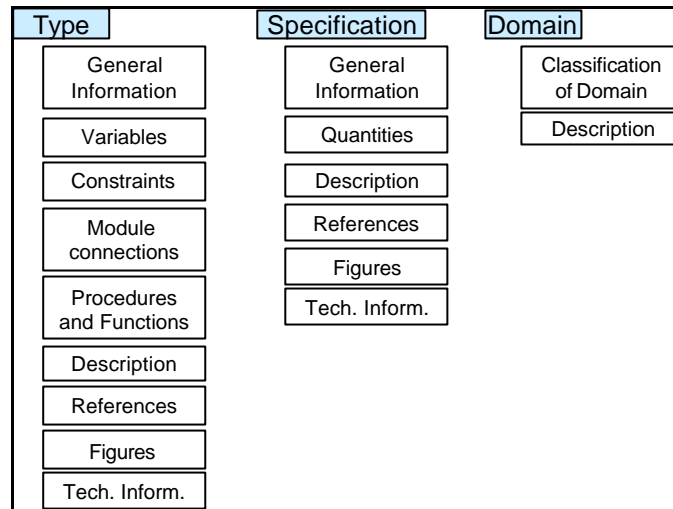 Type
General
Information
Variables
Constraints
Module
connections
Procedures
and Functions
Description
References
Figures
Tech. Inform.
Specification
General
Information
Quantities
Description
References
Figures
Tech. Inform.
Domain
Classification
of Domain
Description